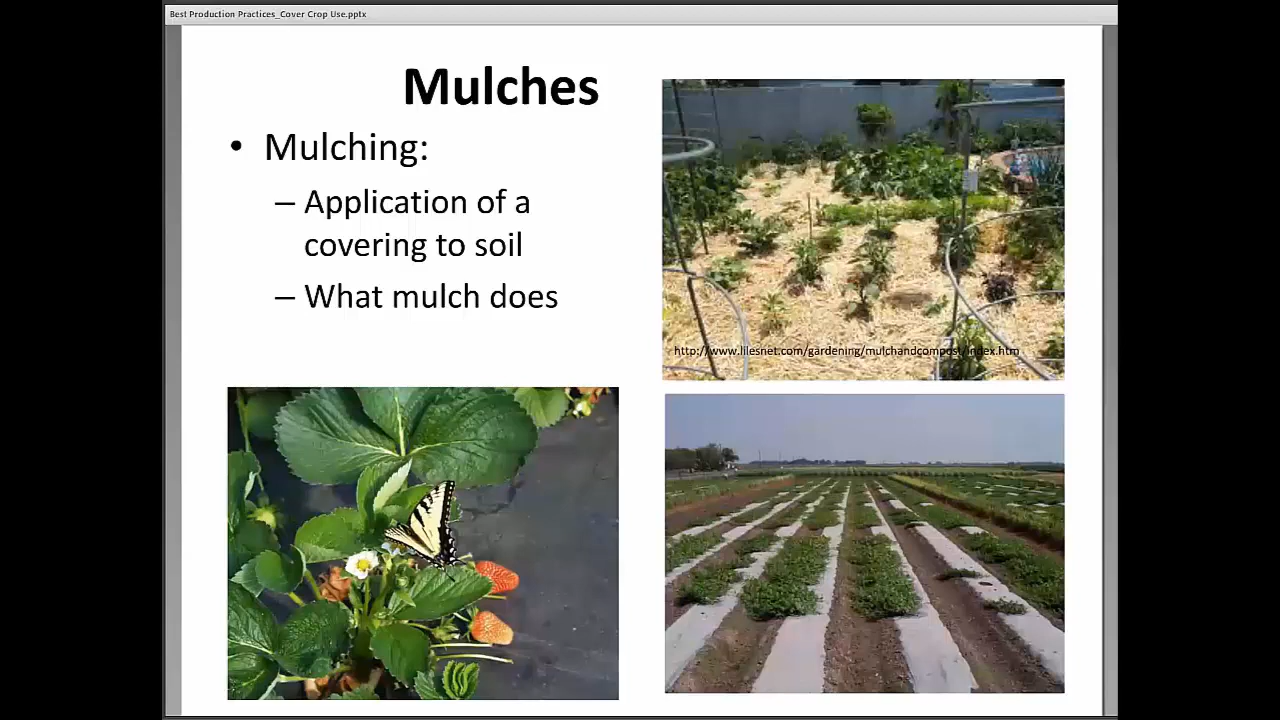 Best Production Practices_Cover Crop Use.pptx
Mulches
• Mulching:
– Application of a
covering to soil
– What mulch does
http://www.lilesnet.com/gardening/mulchandcompost/index.htm